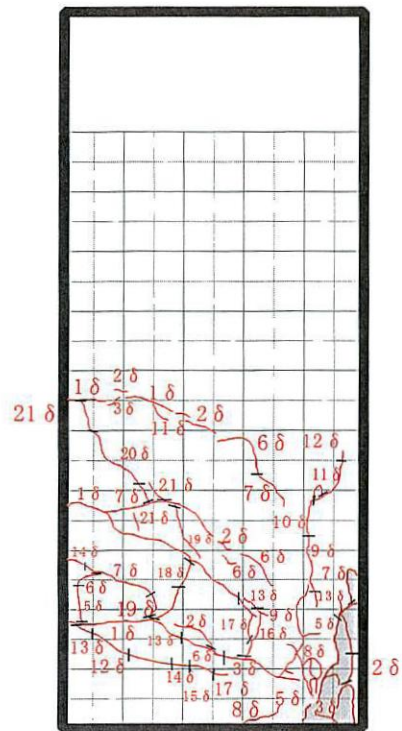 1 δ 2 δ 1 δ
3 δ 2 δ
21 δ 11 δ
6 δ 12 δ
20 δ 11 δ
7 δ 21 δ 7 δ
1 δ 21 δ 10 δ
19 δ 2 δ 9 δ
14 δ 7 δ 18 δ 6 δ 6 δ 7 δ
6 δ 13 δ 13 δ
5 δ 19 δ 9 δ
1 δ 2 δ 17 δ 5 δ
13 δ 13 δ 16 δ
12 δ 6 δ 3 δ 8 δ 2 δ
14 δ 17 δ
15 δ 5 δ
8 δ 3 δ